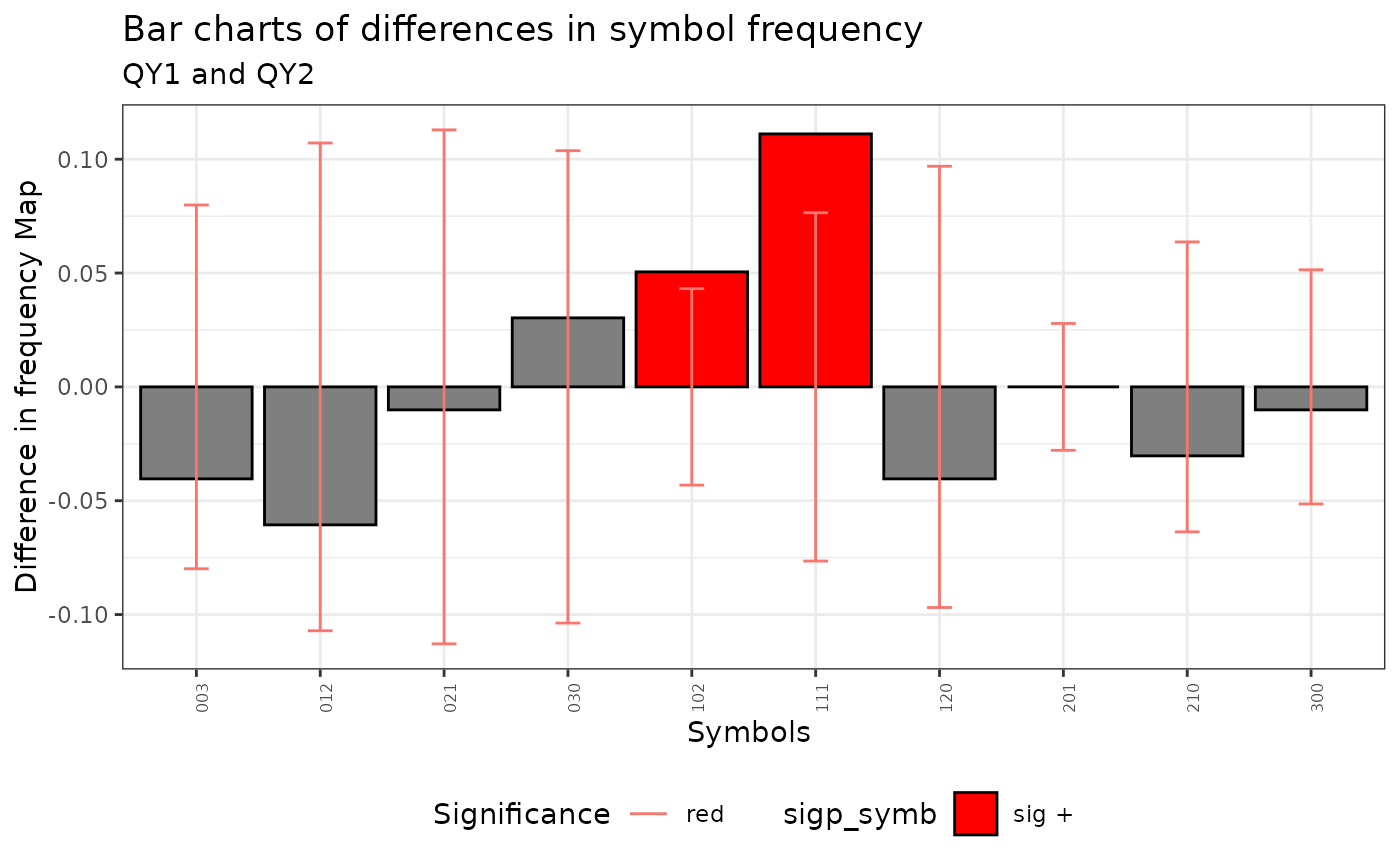 Bar charts of differences in symbol frequency
QY1 and QY2
Difference in frequency Map
0.10
0.05
0.00
-0.05
-0.10
003 012 021 030 102 111 120 201 210 300
Symbols
Significance red sigp_symb sig +